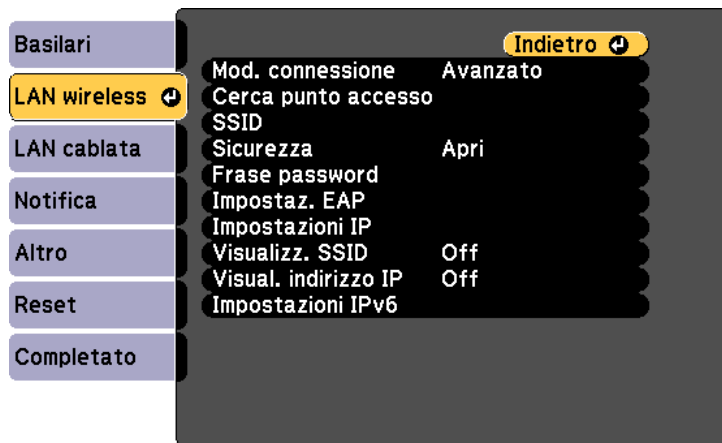 Basilari
LAN wireless
LAN cablata
Notifica
Altro
Reset
Completato
Indietro
Mod. connessione Avanzato
Cerca punto accesso
SSID
Sicurezza Apri
Frase password
Impostaz. EAP
Impostazioni IP
Visualizz. SSID Off
Visual. indirizzo IP Off
Impostazioni IPv6